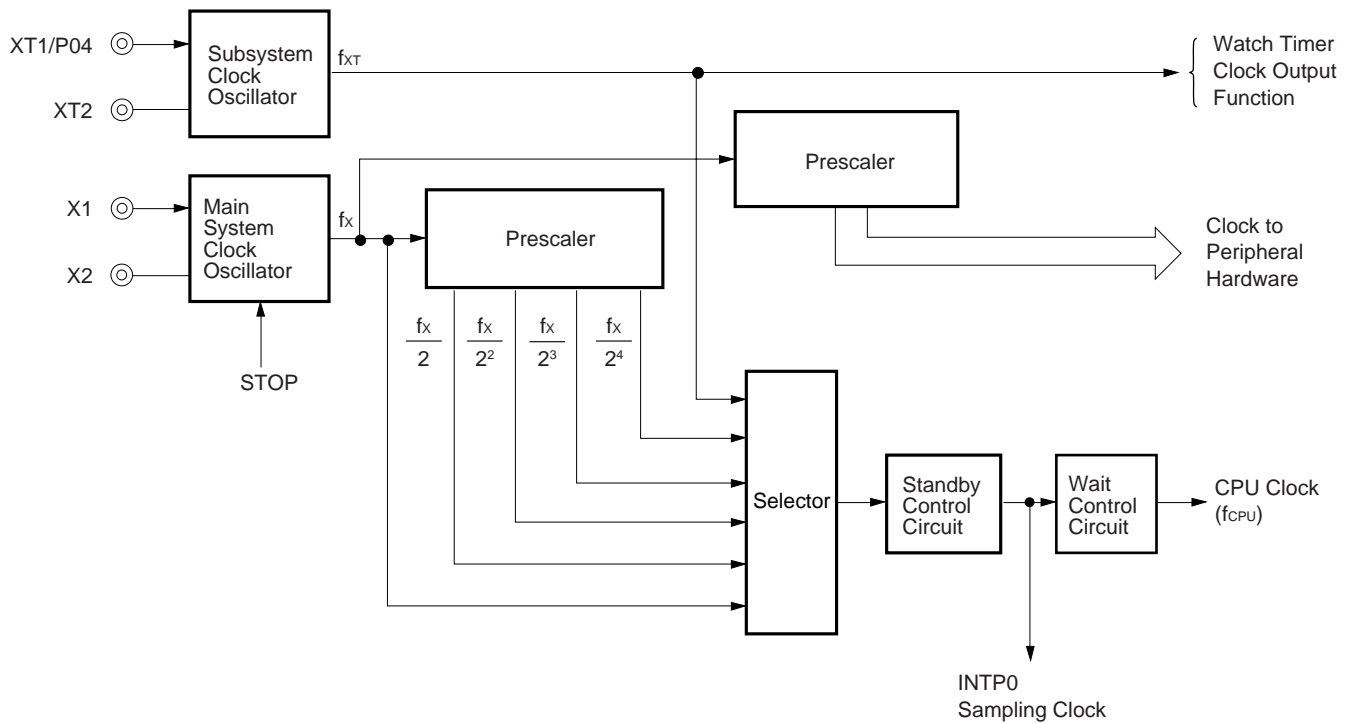 XT1/P04
XT2
Subsystem
Clock
Oscillator
fXT
Watch Timer
Clock Output
Function
Prescaler
X1
X2
Main
System
Clock
Oscillator
fX
Prescaler
Clock to
Peripheral
Hardware
STOP
fX/2
fX/2²
fX/2³
fX/2⁴
Selector
Standby
Control
Circuit
Wait
Control
Circuit
CPU Clock
(fCPU)
INTP0
Sampling Clock